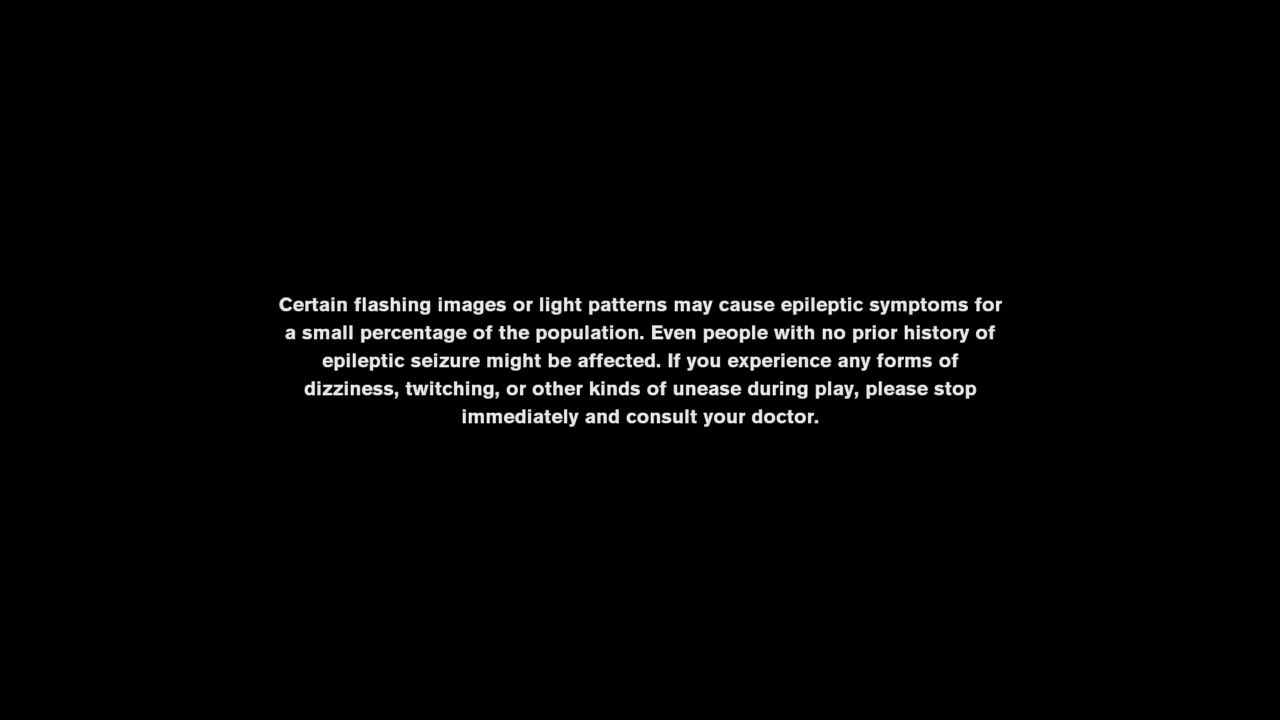 Certain flashing images or light patterns may cause epileptic symptoms for
a small percentage of the population. Even people with no prior history of
epileptic seizure might be affected. If you experience any forms of
dizziness, twitching, or other kinds of unease during play, please stop
immediately and consult your doctor.